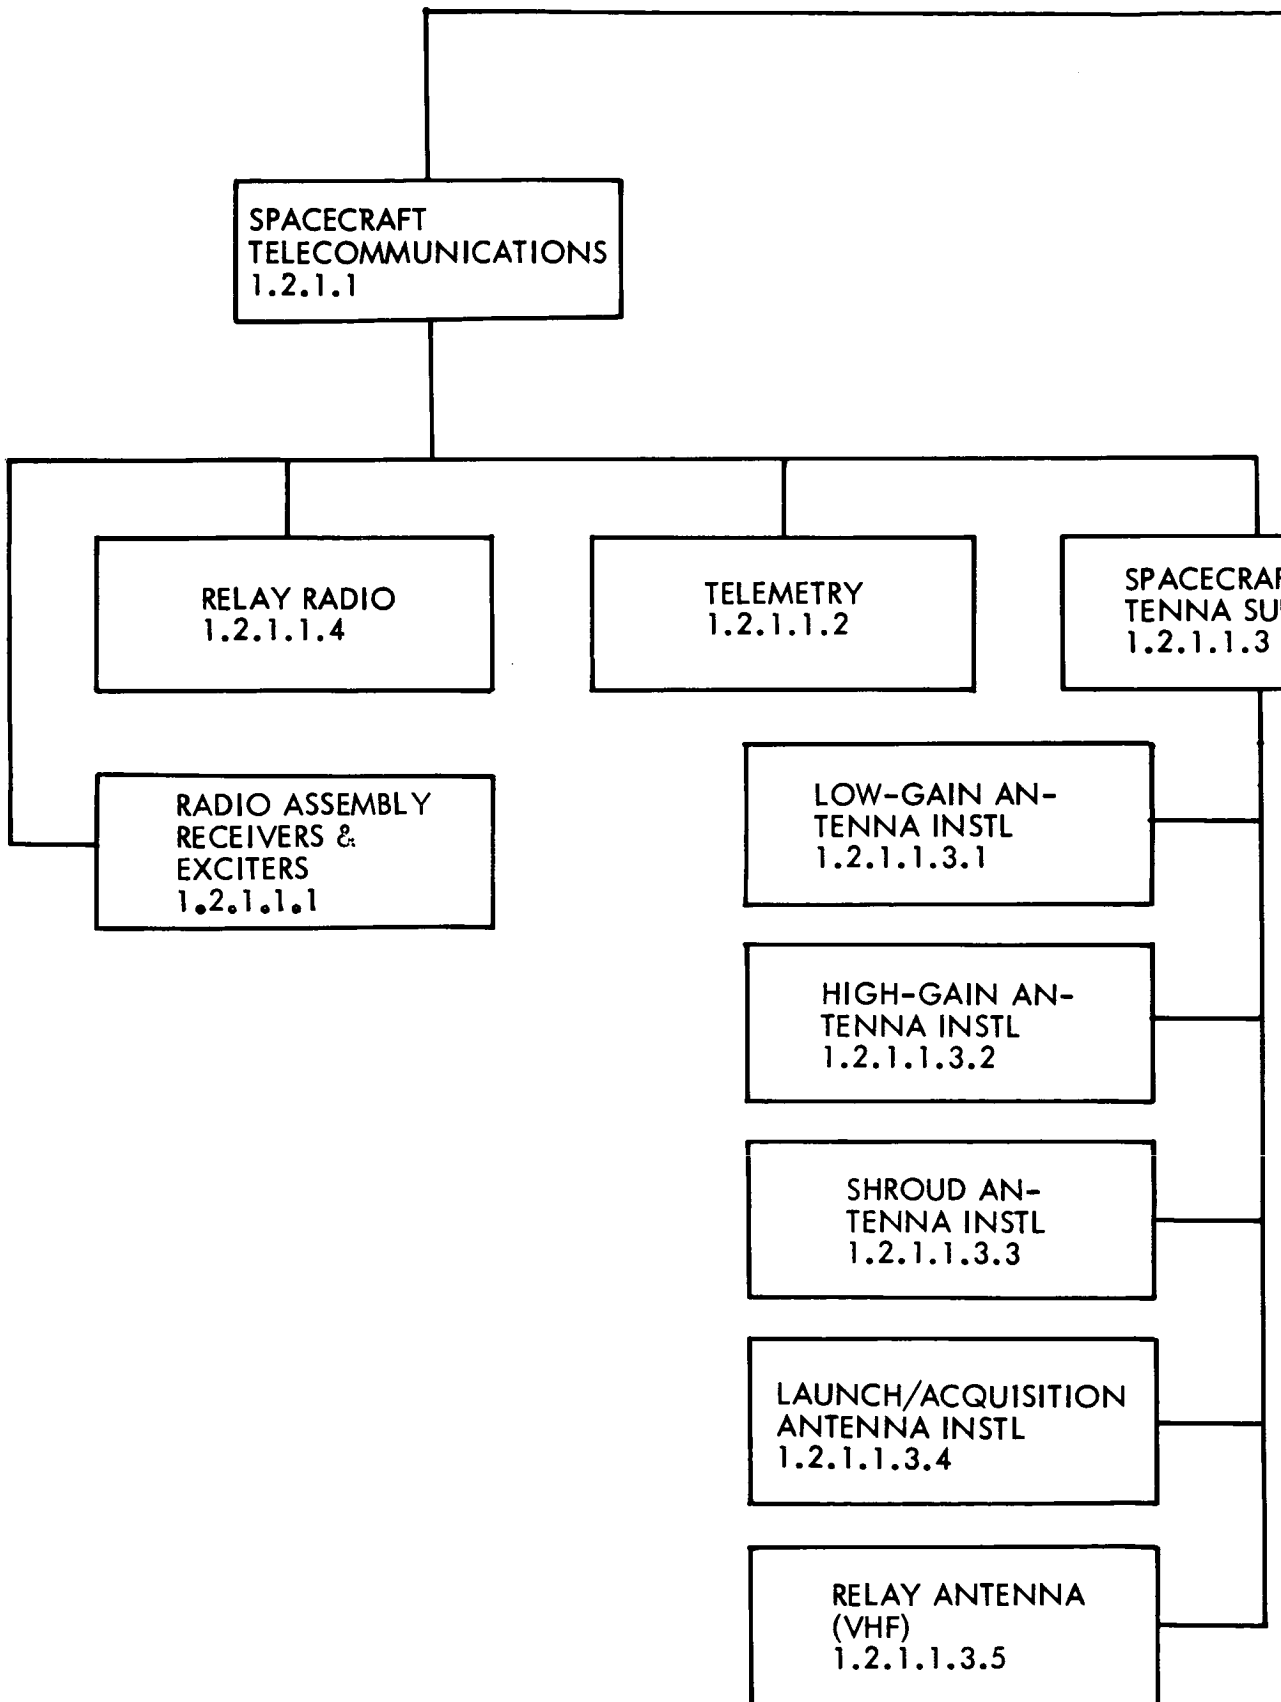 SPACECRAFT
TELECOMMUNICATIONS
1.2.1.1
RELAY RADIO
1.2.1.1.4
TELEMETRY
1.2.1.1.2
TENNA
1.2.1.1.3
RADIO ASSEMBLY
RECEIVERS &
EXCITERS
1.2.1.1.1
LOW-GAIN AN-
TENNA INSTL
1.2.1.1.3.1
HIGH-GAIN AN-
TENNA INSTL
1.2.1.1.3.2
SHROUD AN-
TENNA INSTL
1.2.1.1.3.3
LAUNCH/ACQUISITION
ANTENNA INSTL
1.2.1.1.3.4
RELAY ANTENNA
(VHF)
1.2.1.1.3.5